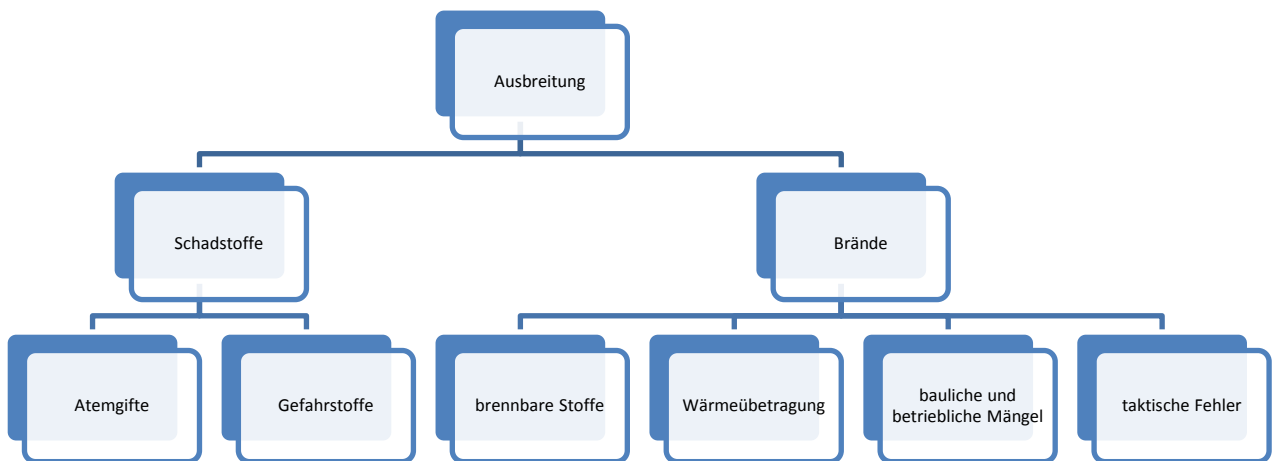 Ausbreitung
Schadstoffe
Brände
Atemgifte
Gefahrstoffe
brennbare Stoffe
Wärmeübetragung
bauliche und
betriebliche Mängel
taktische Fehler